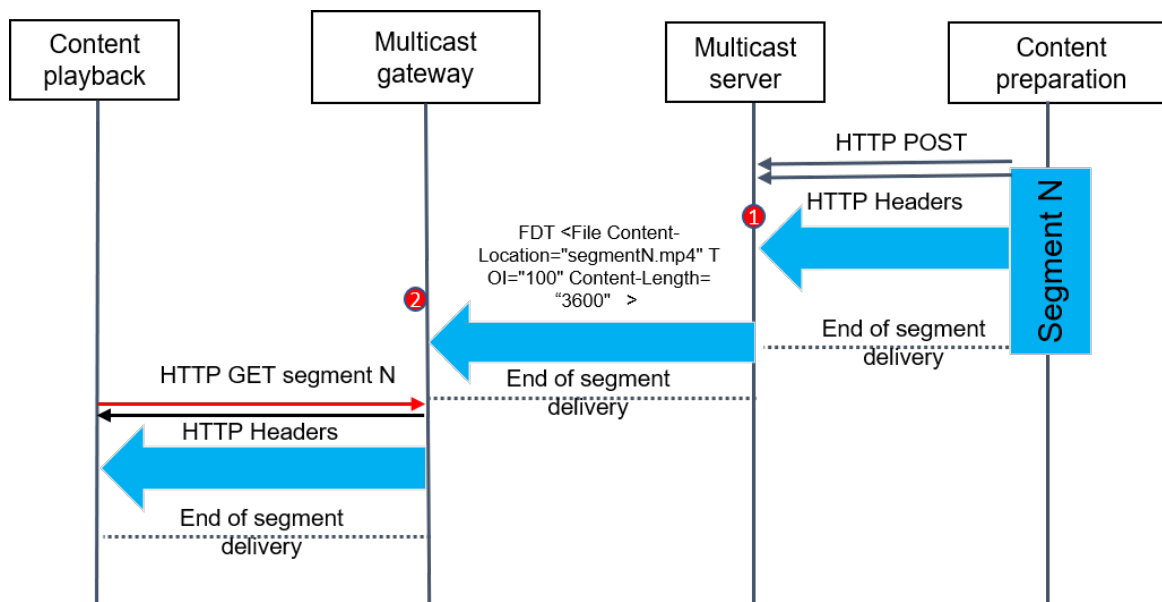 Content
playback
Multicast
gateway
Multicast
server
Content
preparation
HTTP POST
HTTP Headers
Segment N
1
FDT <File Content-
Location="segmentN.mp4" T
OI="100" Content-Length=
“3600"   >
2
End of segment
delivery
End of segment
delivery
HTTP GET segment N
HTTP Headers
End of segment
delivery